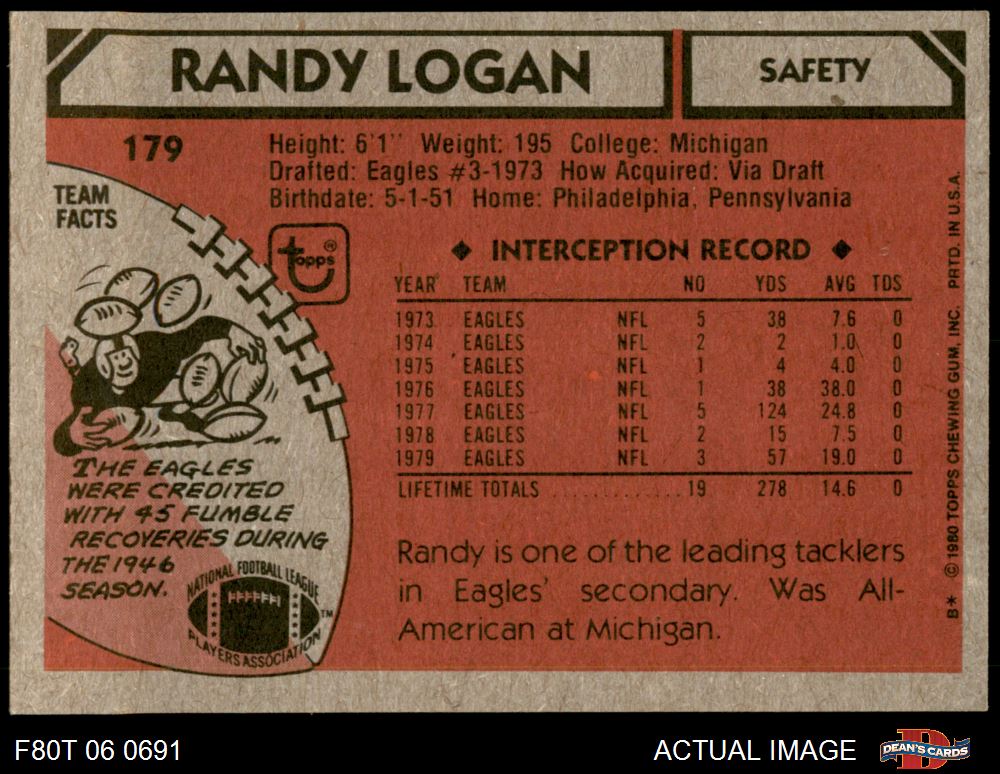 RANDY LOGAN
SAFETY
179
Height: 6'1" Weight: 195 College: Michigan
Drafted: Eagles #3-1973 How Acquired: Via Draft
Birthdate: 5-1-51 Home: Philadelphia, Pennsylvania
TEAM
FACTS
topps ®
◆ INTERCEPTION RECORD ◆
YEAR TEAM NO YDS AVG TDS
1973 EAGLES NFL 5 38 7.6 0
1974 EAGLES NFL 2 2 1.0 0
1975 EAGLES NFL 1 4 4.0 0
1976 EAGLES NFL 1 38 38.0 0
1977 EAGLES NFL 5 124 24.8 0
1978 EAGLES NFL 2 15 7.5 0
1979 EAGLES NFL 3 57 19.0 0
LIFETIME TOTALS ............ 19 278 14.6 0
THE EAGLES
WERE CREDITED
WITH 45 FUMBLE
RECOVERIES DURING
THE 1946
SEASON.
NATIONAL FOOTBALL LEAGUE
PLAYERS ASSOCIATION
TM
Randy is one of the leading tacklers
in Eagles' secondary. Was All-
American at Michigan.
B* © 1980 TOPPS CHEWING GUM, INC. PRTD. IN U.S.A.
F80T 06 0691
ACTUAL IMAGE
DEAN'S CARDS